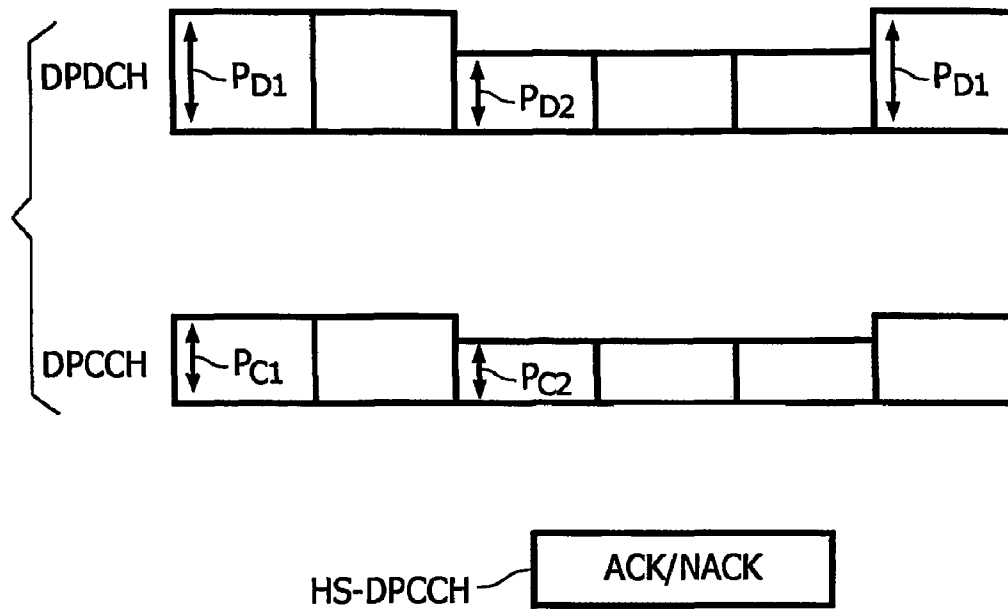 DPDCH
PD1
PD2
PD1
DPCCH
PC1
PC2
ACK/NACK
HS-DPCCH